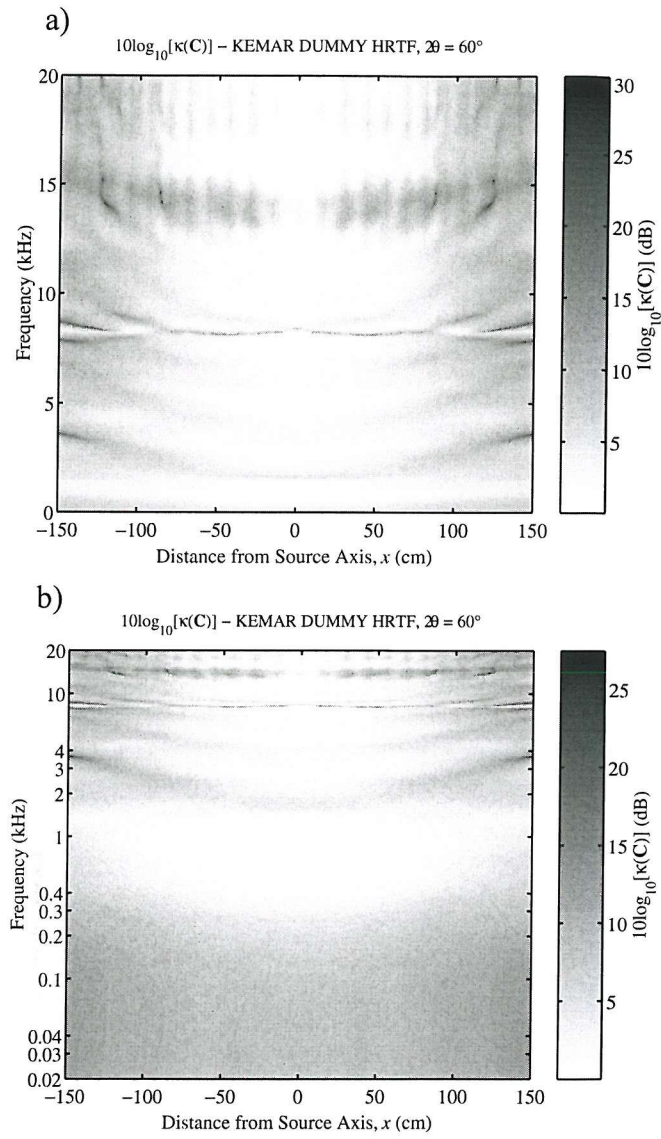 a)
10log10[κ(C)] – KEMAR DUMMY HRTF, 2θ = 60°
20
15
10
5
0
Frequency (kHz)
−150 −100 −50 0 50 100 150
Distance from Source Axis, x (cm)
30
25
20
15
10
5
10log10[κ(C)] (dB)
b)
10log10[κ(C)] – KEMAR DUMMY HRTF, 2θ = 60°
20
10
4
3
2
1
0.4
0.3
0.2
0.1
0.04
0.03
0.02
Frequency (kHz)
−150 −100 −50 0 50 100 150
Distance from Source Axis, x (cm)
25
20
15
10
5
10log10[κ(C)] (dB)